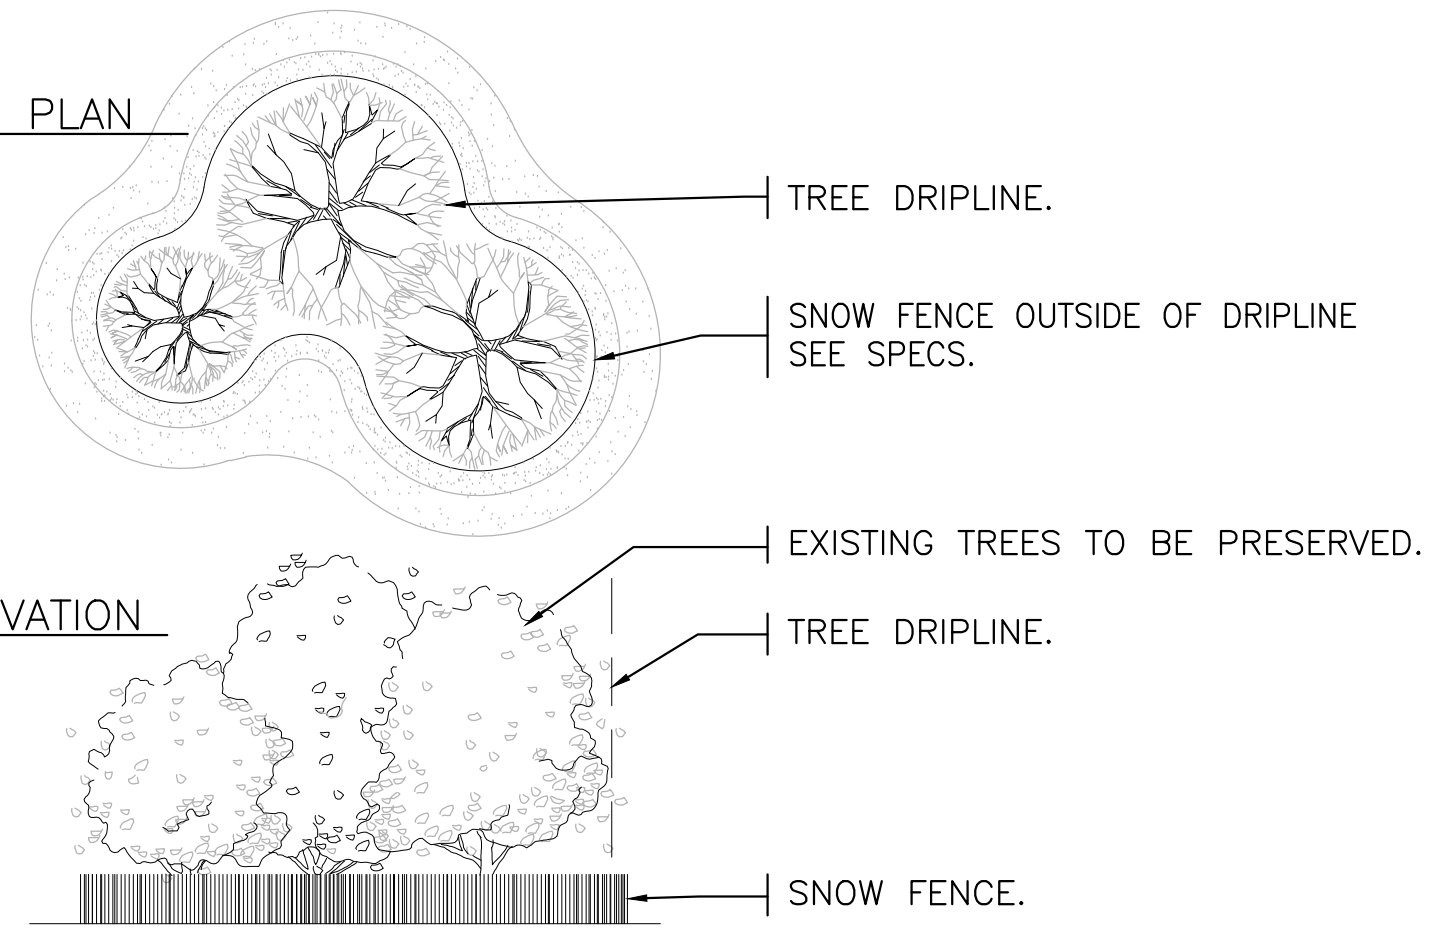 PLAN
TREE DRIPLINE.
SNOW FENCE OUTSIDE OF DRIPLINE
SEE SPECS.
EXISTING TREES TO BE PRESERVED.
VATION
TREE DRIPLINE.
SNOW FENCE.